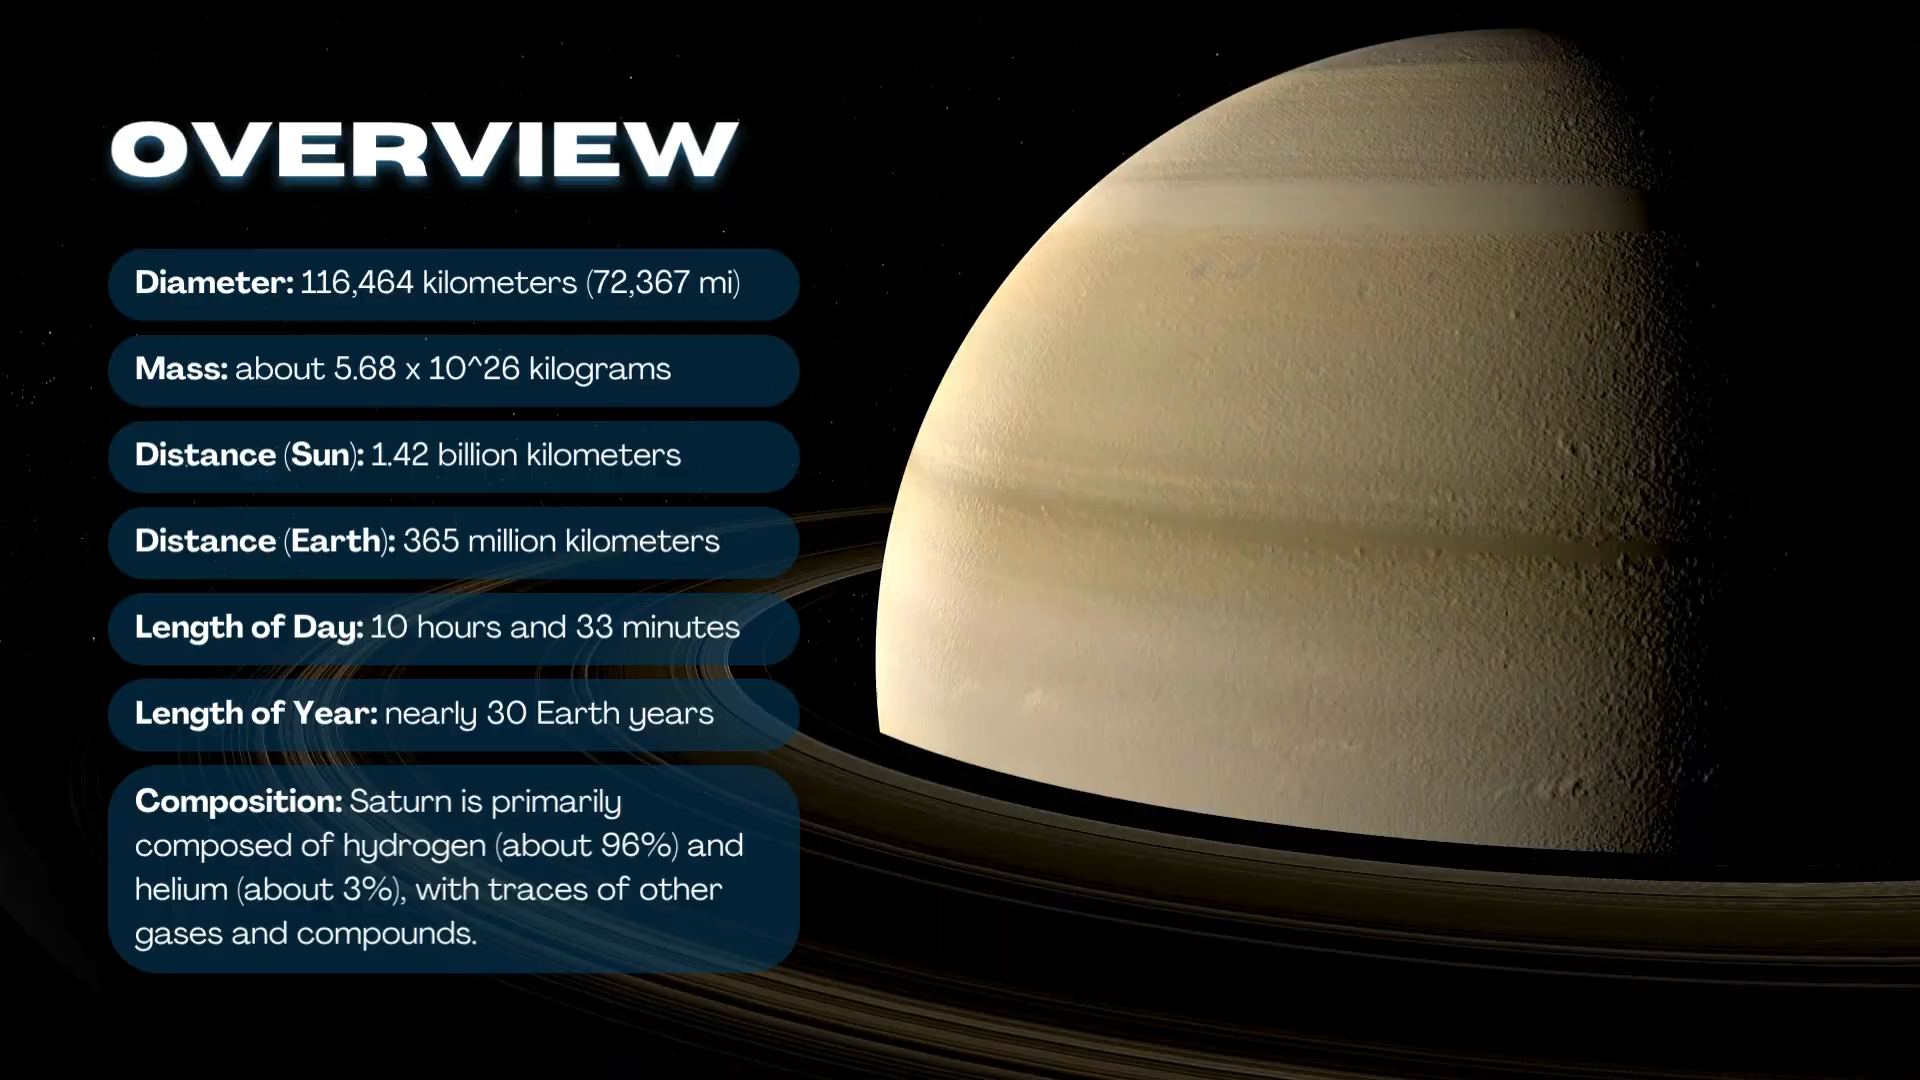 OVERVIEW
Diameter: 116,464 kilometers (72,367 mi)
Mass: about 5.68 x 10^26 kilograms
Distance (Sun): 1.42 billion kilometers
Distance (Earth): 365 million kilometers
Length of Day: 10 hours and 33 minutes
Length of Year: nearly 30 Earth years
Composition: Saturn is primarily
composed of hydrogen (about 96%) and
helium (about 3%), with traces of other
gases and compounds.